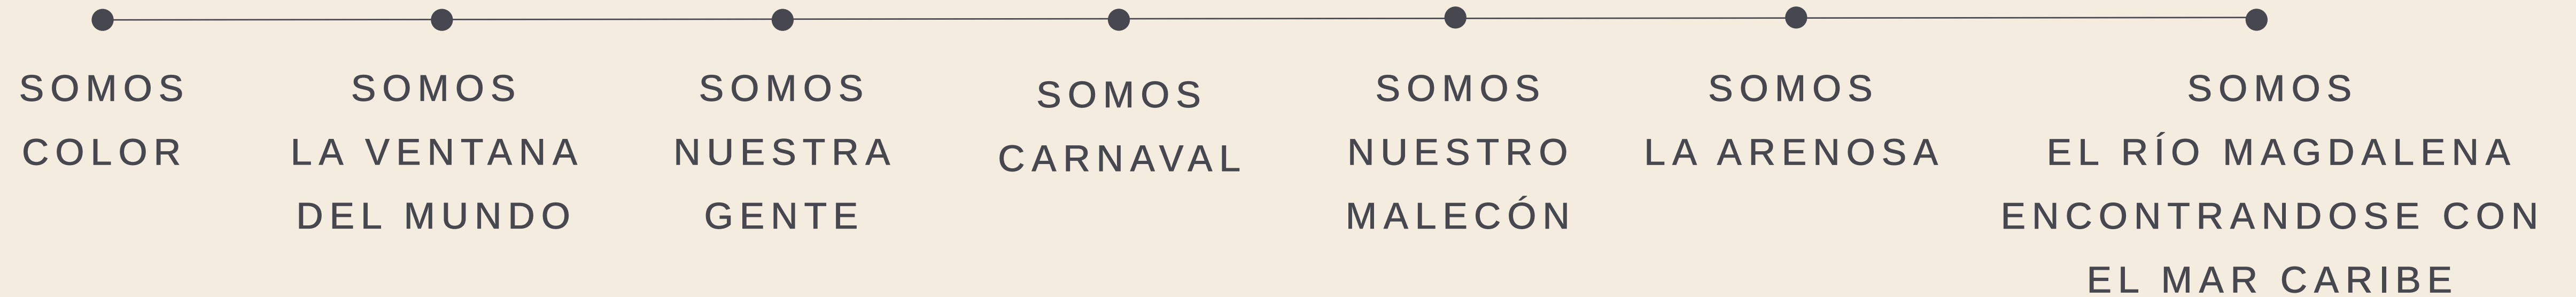 SOMOS
COLOR
SOMOS
LA VENTANA
DEL MUNDO
SOMOS
NUESTRA
GENTE
SOMOS
CARNAVAL
SOMOS
NUESTRO
MALECÓN
SOMOS
LA ARENOSA
SOMOS
EL RÍO MAGDALENA
ENCONTRANDOSE CON
EL MAR CARIBE